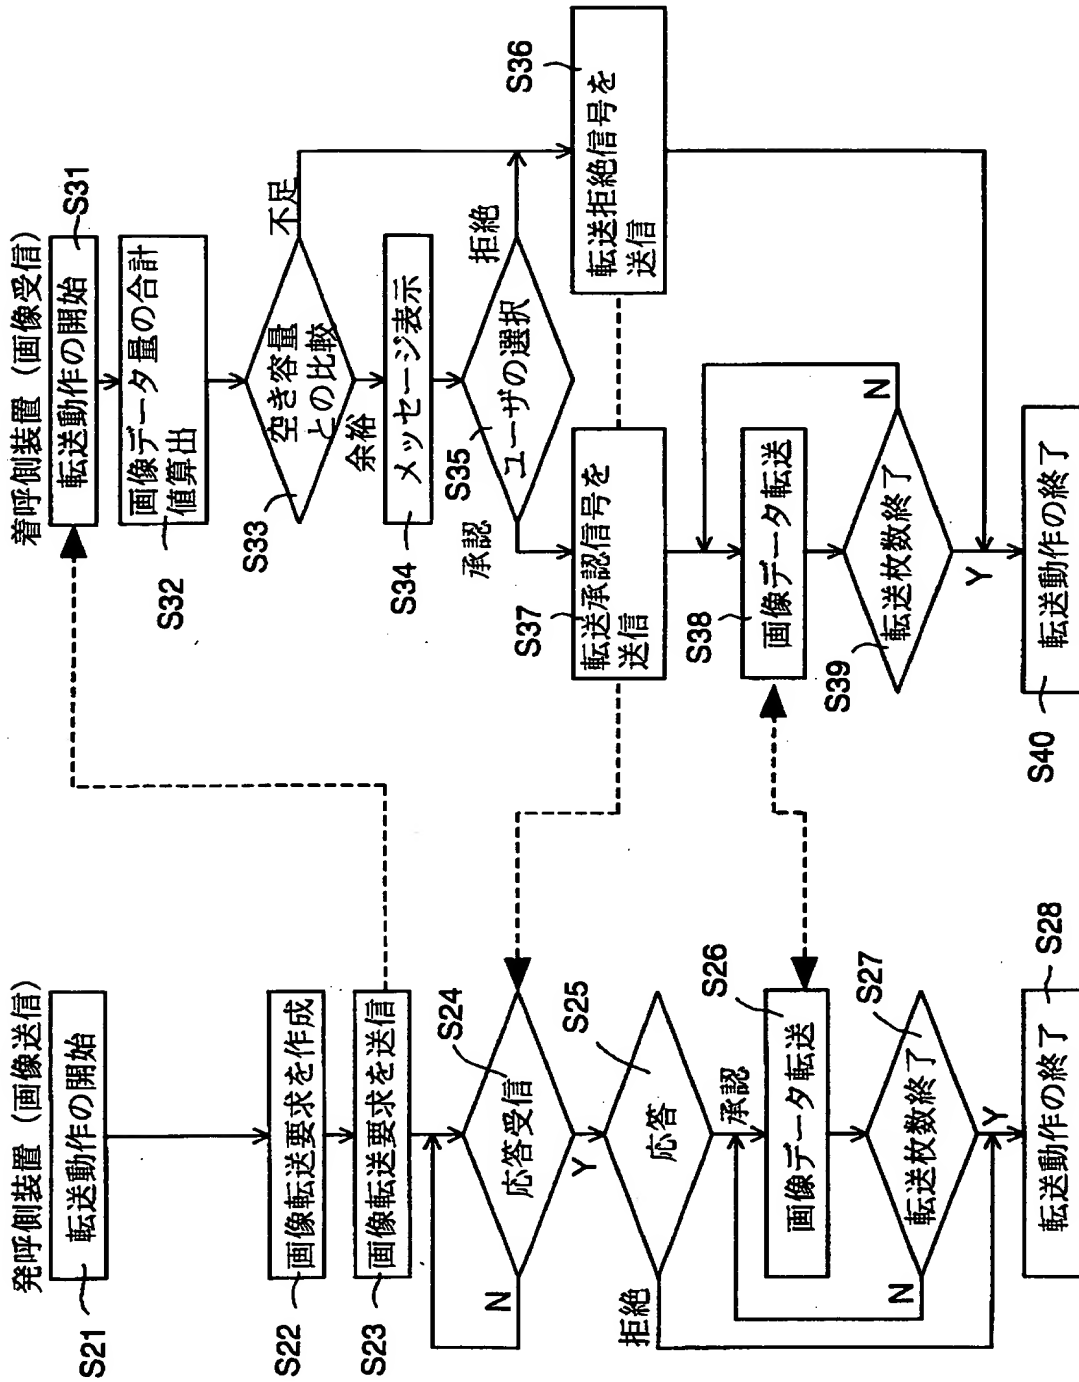 発呼側装置（画像送信）
転送動作の開始
S21
画像転送要求を作成
S22
画像転送要求を送信
S23
応答受信
S24
N
Y
応答
S25
拒絶
承認
画像データ転送
S26
転送枚数終了
S27
N
Y
転送動作の終了
S28
着呼側装置（画像受信）
転送動作の開始
S31
画像データ量の合計
値算出
S32
空き容量
との比較
S33
不足
余裕
メッセージ表示
S34
ユーザの選択
S35
拒絶
承認
転送拒絶信号を
送信
S36
転送承認信号を
送信
S37
画像データ転送
S38
転送枚数終了
S39
N
Y
転送動作の終了
S40